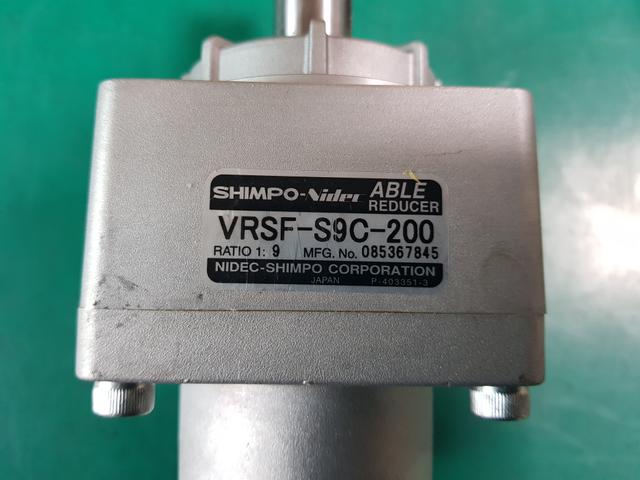 SHIMPO-Nidec ABLE
REDUCER
VRSF-S9C-200
RATIO 1: 9 MFG. No. 085367845
NIDEC-SHIMPO CORPORATION
JAPAN P-403351-3